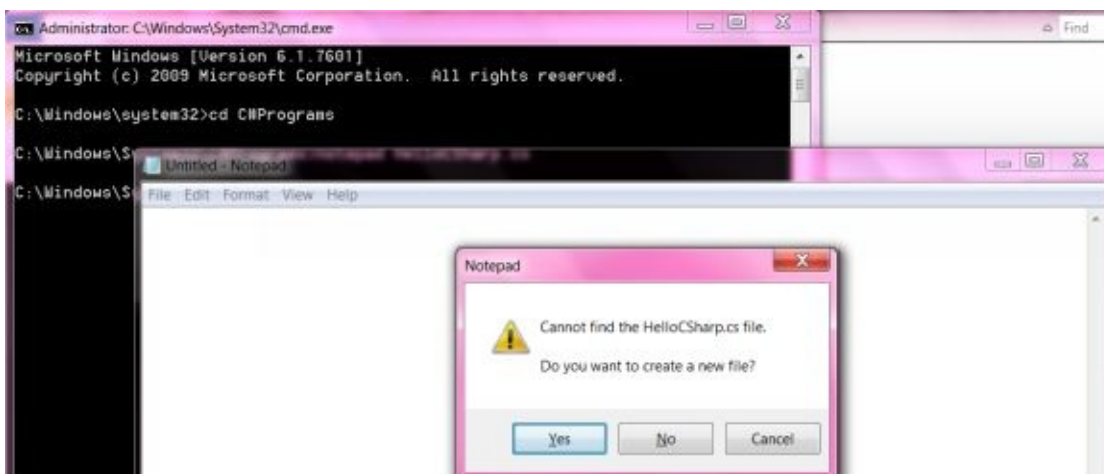 Administrator: C:\Windows\System32\cmd.exe
Find
Microsoft Windows [Version 6.1.7601]
Copyright (c) 2009 Microsoft Corporation.  All rights reserved.
C:\Windows\system32>cd C#Programs
C:\Windows\Sy
Untitled - Notepad
C:\Windows\S
File Edit Format View Help
Notepad
Cannot find the HelloCSharp.cs file.
Do you want to create a new file?
Yes No Cancel